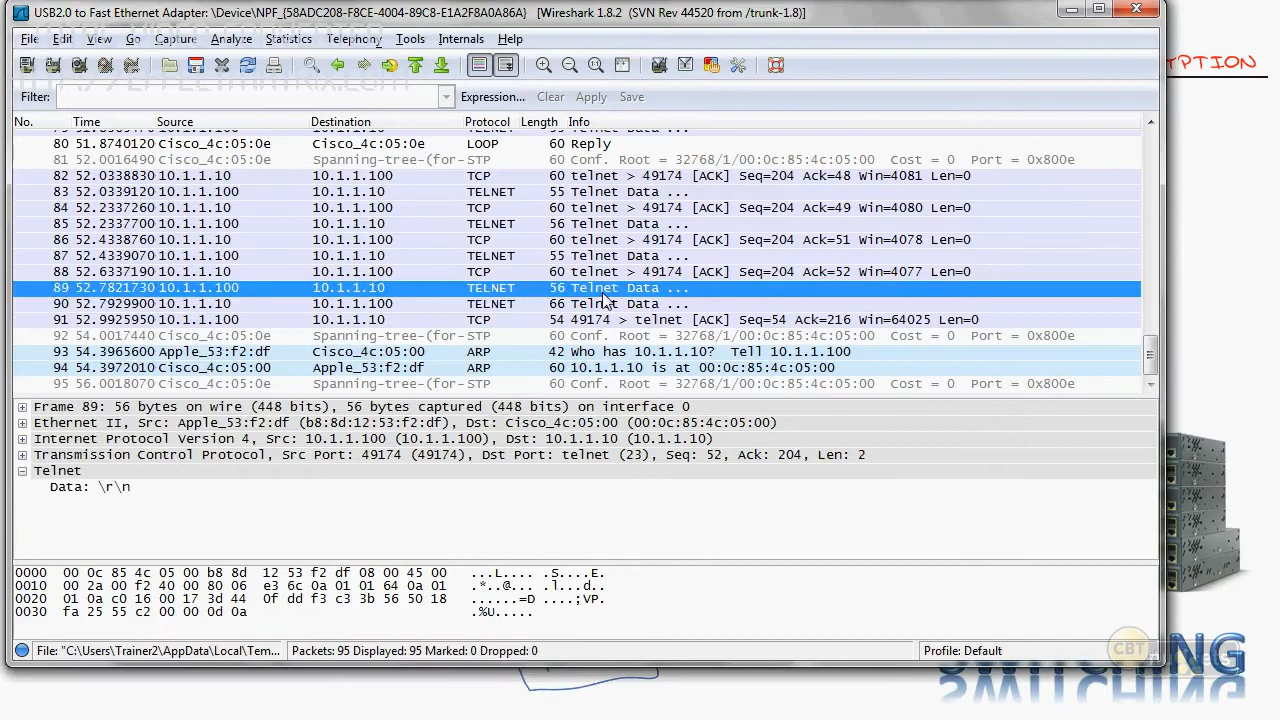 USB2.0 to Fast Ethernet Adapter: \Device\NPF_{58ADC208-F8CE-4004-89C8-E1A2F8A0A86A} [Wireshark 1.8.2 (SVN Rev 44520 from /trunk-1.8)]
File Edit View Go Capture Analyze Statistics Telephony Tools Internals Help
YPTION
Filter: Expression... Clear Apply Save
No. Time Source Destination Protocol Length Info
80 51.8740120 Cisco_4c:05:0e Cisco_4c:05:0e LOOP 60 Reply
81 52.0016490 Cisco_4c:05:0e Spanning-tree-(for- STP 60 Conf. Root = 32768/1/00:0c:85:4c:05:00 Cost = 0 Port = 0x800e
82 52.0338830 10.1.1.10 10.1.1.100 TCP 60 telnet > 49174 [ACK] Seq=204 Ack=48 Win=4081 Len=0
83 52.0339120 10.1.1.100 10.1.1.10 TELNET 55 Telnet Data ...
84 52.2337260 10.1.1.10 10.1.1.100 TCP 60 telnet > 49174 [ACK] Seq=204 Ack=49 Win=4080 Len=0
85 52.2337700 10.1.1.100 10.1.1.10 TELNET 56 Telnet Data ...
86 52.4338760 10.1.1.10 10.1.1.100 TCP 60 telnet > 49174 [ACK] Seq=204 Ack=51 Win=4078 Len=0
87 52.4339070 10.1.1.100 10.1.1.10 TELNET 55 Telnet Data ...
88 52.6337190 10.1.1.10 10.1.1.100 TCP 60 telnet > 49174 [ACK] Seq=204 Ack=52 Win=4077 Len=0
89 52.7821730 10.1.1.100 10.1.1.10 TELNET 56 Telnet Data ...
90 52.7929900 10.1.1.10 10.1.1.100 TELNET 66 Telnet Data ...
91 52.9925950 10.1.1.100 10.1.1.10 TCP 54 49174 > telnet [ACK] Seq=54 Ack=216 Win=64025 Len=0
92 54.0017440 Cisco_4c:05:0e Spanning-tree-(for- STP 60 Conf. Root = 32768/1/00:0c:85:4c:05:00 Cost = 0 Port = 0x800e
93 54.3965600 Apple_53:f2:df Cisco_4c:05:00 ARP 42 Who has 10.1.1.10? Tell 10.1.1.100
94 54.3972010 Cisco_4c:05:00 Apple_53:f2:df ARP 60 10.1.1.10 is at 00:0c:85:4c:05:00
95 56.0018070 Cisco_4c:05:0e Spanning-tree-(for- STP 60 Conf. Root = 32768/1/00:0c:85:4c:05:00 Cost = 0 Port = 0x800e
Frame 89: 56 bytes on wire (448 bits), 56 bytes captured (448 bits) on interface 0
Ethernet II, Src: Apple_53:f2:df (b8:8d:12:53:f2:df), Dst: Cisco_4c:05:00 (00:0c:85:4c:05:00)
Internet Protocol Version 4, Src: 10.1.1.100 (10.1.1.100), Dst: 10.1.1.10 (10.1.1.10)
Transmission Control Protocol, Src Port: 49174 (49174), Dst Port: telnet (23), Seq: 52, Ack: 204, Len: 2
Telnet
Data: \r\n
0000 00 0c 85 4c 05 00 b8 8d 12 53 f2 df 08 00 45 00 ...L.... .S....E.
0010 00 2a 00 f2 40 00 80 06 e3 6c 0a 01 01 64 0a 01 .*..@... .l...d..
0020 01 0a c0 16 00 17 3d 44 0f dd f3 c3 3b 56 50 18 ......=D ....;VP.
0030 fa 25 55 c2 00 00 0d 0a .%U.....
File: "C:\Users\Trainer2\AppData\Local\Tem... Packets: 95 Displayed: 95 Marked: 0 Dropped: 0 Profile: Default
CBT
SWITCHING